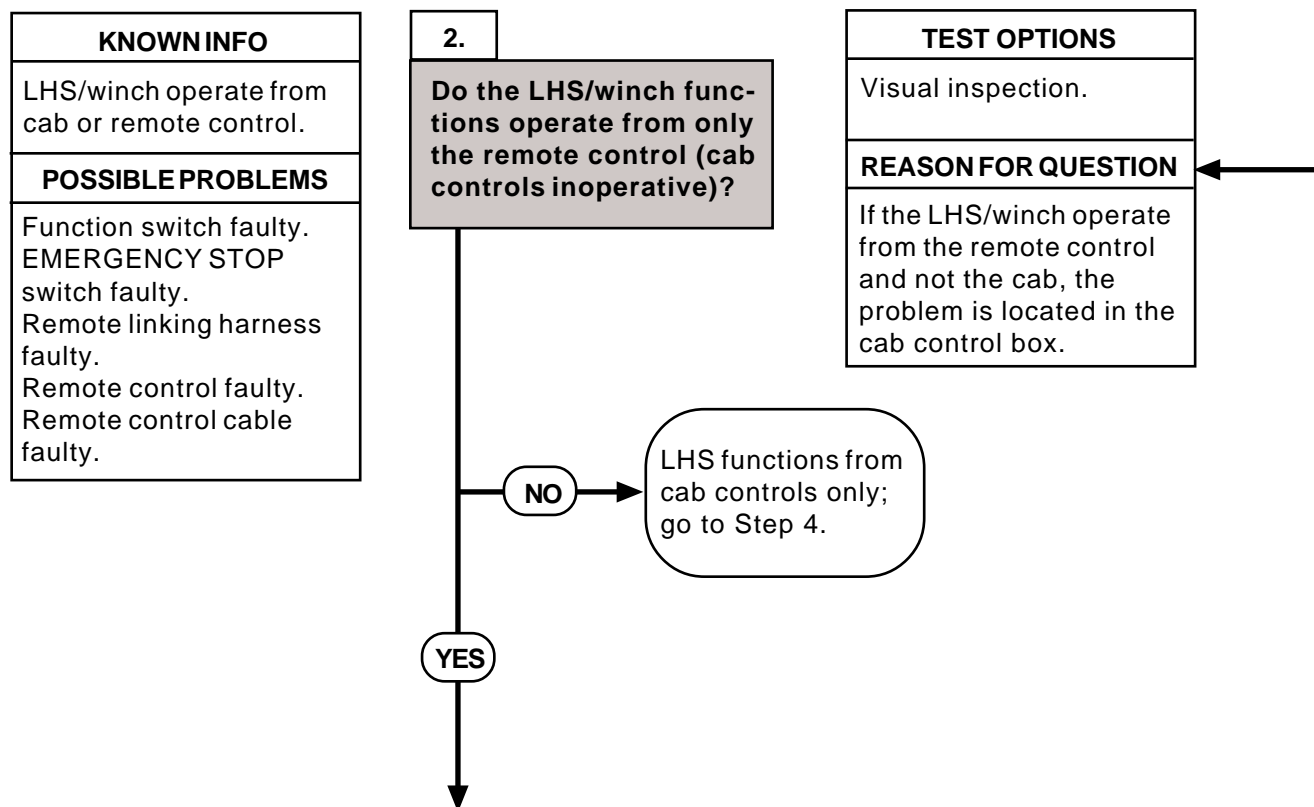 KNOWN INFO
LHS/winch operate from
cab or remote control.
POSSIBLE PROBLEMS
Function switch faulty.
EMERGENCY STOP
switch faulty.
Remote linking harness
faulty.
Remote control faulty.
Remote control cable
faulty.
2.
Do the LHS/winch func-
tions operate from only
the remote control (cab
controls inoperative)?
TEST OPTIONS
Visual inspection.
REASON FOR QUESTION
If the LHS/winch operate
from the remote control
and not the cab, the
problem is located in the
cab control box.
NO
LHS functions from
cab controls only;
go to Step 4.
YES